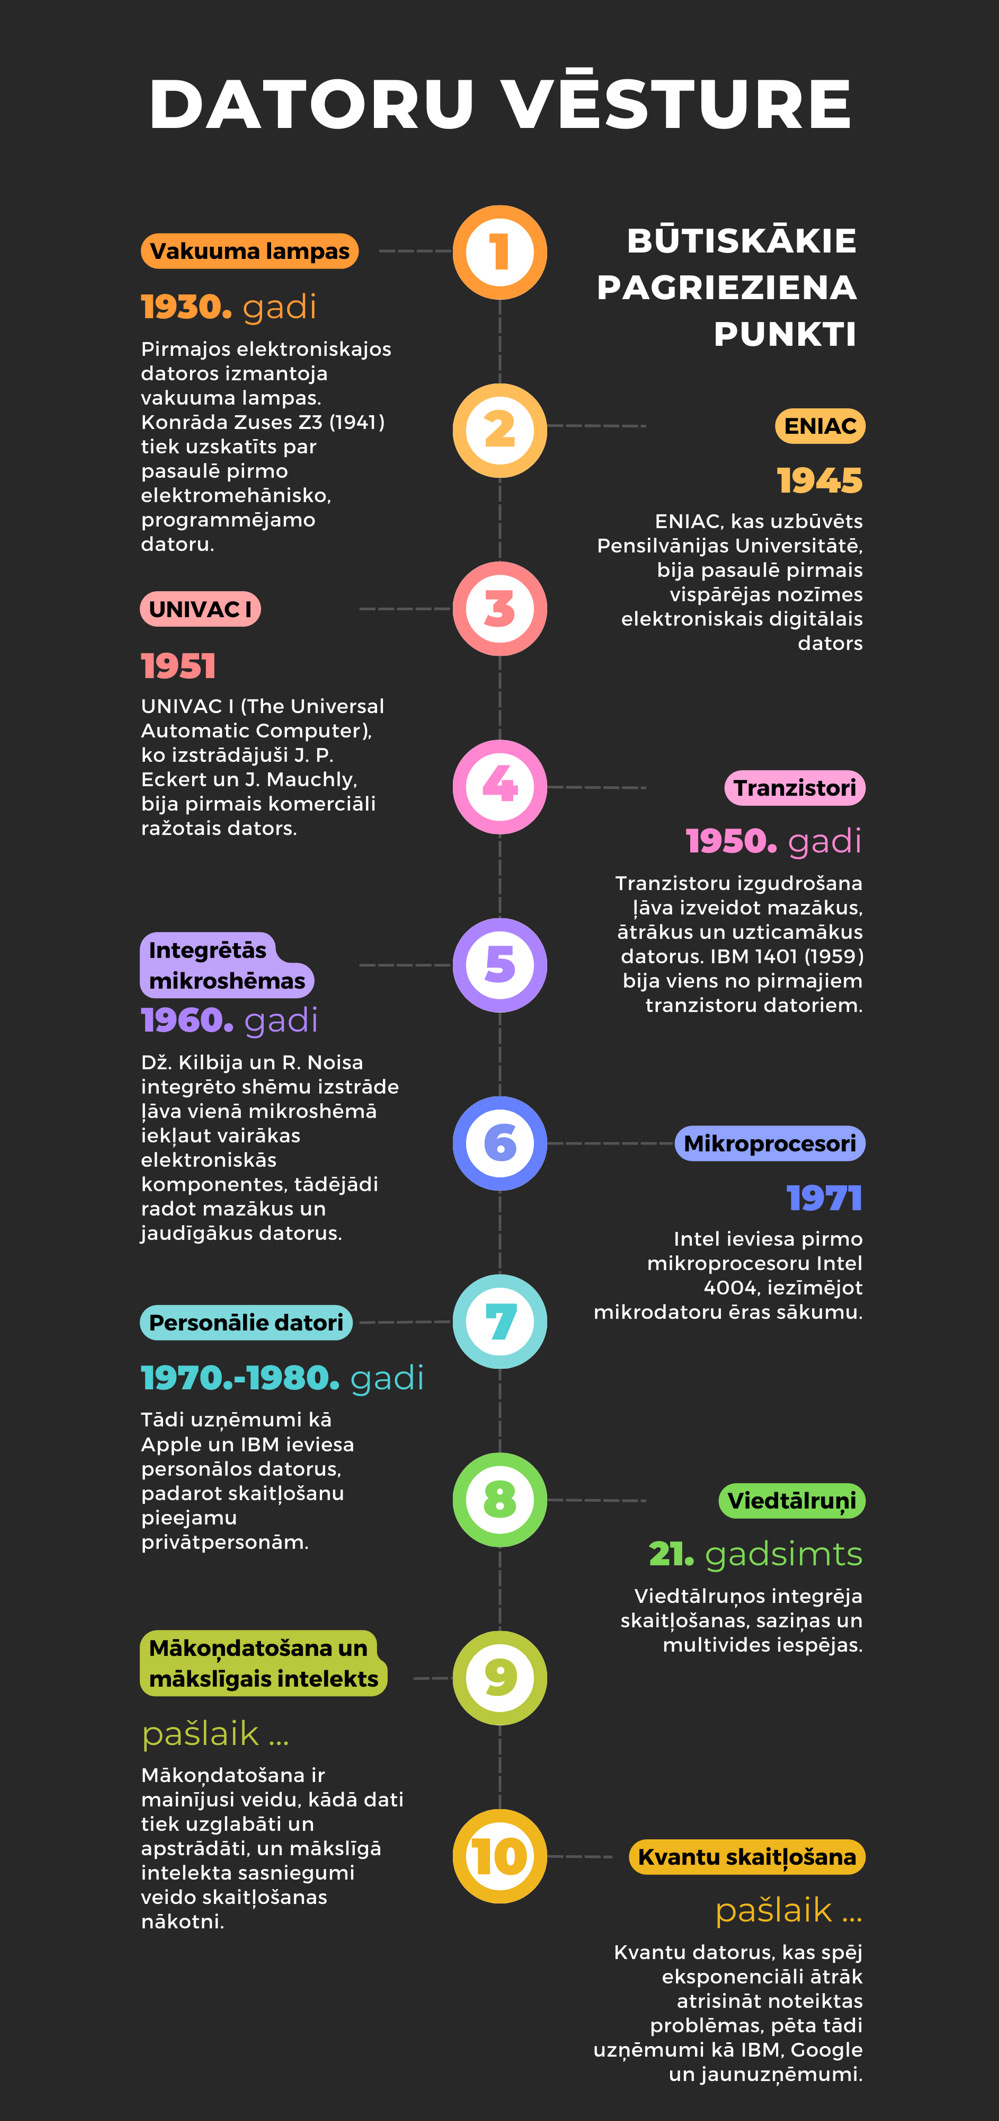 DATORU VĒSTURE
BŪTISKĀKIE
PAGRIEZIENA
PUNKTI
1
Vakuuma lampas
1930. gadi
Pirmajos elektroniskajos
datoros izmantoja
vakuuma lampas.
Konrāda Zuses Z3 (1941)
tiek uzskatīts par
pasaulē pirmo
elektromehānisko,
programmējamo
datoru.
2
ENIAC
1945
ENIAC, kas uzbūvēts
Pensilvānijas Universitātē,
bija pasaulē pirmais
vispārējas nozīmes
elektroniskais digitālais
dators
3
UNIVAC I
1951
UNIVAC I (The Universal
Automatic Computer),
ko izstrādājuši J. P.
Eckert un J. Mauchly,
bija pirmais komerciāli
ražotais dators.
4
Tranzistori
1950. gadi
Tranzistoru izgudrošana
ļāva izveidot mazākus,
ātrākus un uzticamākus
datorus. IBM 1401 (1959)
bija viens no pirmajiem
tranzistoru datoriem.
5
Integrētās
mikroshēmas
1960. gadi
Dž. Kilbija un R. Noisa
integrēto shēmu izstrāde
ļāva vienā mikroshēmā
iekļaut vairākas
elektroniskās
komponentes, tādējādi
radot mazākus un
jaudīgākus datorus.
6
Mikroprocesori
1971
Intel ieviesa pirmo
mikroprocesoru Intel
4004, iezīmējot
mikrodatoru ēras sākumu.
7
Personālie datori
1970.-1980. gadi
Tādi uzņēmumi kā
Apple un IBM ieviesa
personālos datorus,
padarot skaitļošanu
pieejamu
privātpersonām.
8
Viedtālruņi
21. gadsimts
Viedtālruņos integrēja
skaitļošanas, saziņas un
multivides iespējas.
9
Mākoņdatošana un
mākslīgais intelekts
pašlaik ...
Mākoņdatošana ir
mainījusi veidu, kādā dati
tiek uzglabāti un
apstrādāti, un mākslīgā
intelekta sasniegumi
veido skaitļošanas
nākotni.
10
Kvantu skaitļošana
pašlaik ...
Kvantu datorus, kas spēj
eksponenciāli ātrāk
atrisināt noteiktas
problēmas, pēta tādi
uzņēmumi kā IBM, Google
un jaunuzņēmumi.